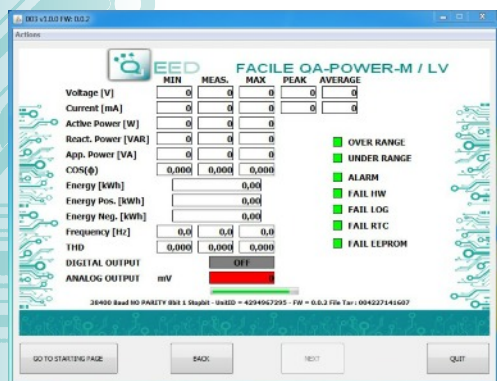 003 v1.0.0 FW: 0.0.2
Actions
QEED FACILE QA-POWER-M / LV
MIN MEAS. MAX PEAK AVERAGE
Voltage [V] 0 0 0 0 0
Current [mA] 0 0 0 0 0
Active Power [W] 0 0 0
React. Power [VAR] 0 0 0 OVER RANGE
App. Power [VA] 0 0 0 UNDER RANGE
COS(ϕ) 0,000 0,000 0,000 ALARM
Energy [kWh] 0,00 FAIL HW
Energy Pos. [kWh] 0,00 FAIL LOG
Energy Neg. [kWh] 0,00 FAIL RTC
Frequency [Hz] 0,0 0,0 0,0 FAIL EEPROM
THD 0,000 0,000 0,000
DIGITAL OUTPUT OFF
ANALOG OUTPUT mV 0
38400 Baud NO PARITY 8bit 1 Stopbit - UnitID = 4294967295 - FW = 0.0.2 File Tar: 004227141607
GO TO STARTING PAGE BACK NEXT QUIT